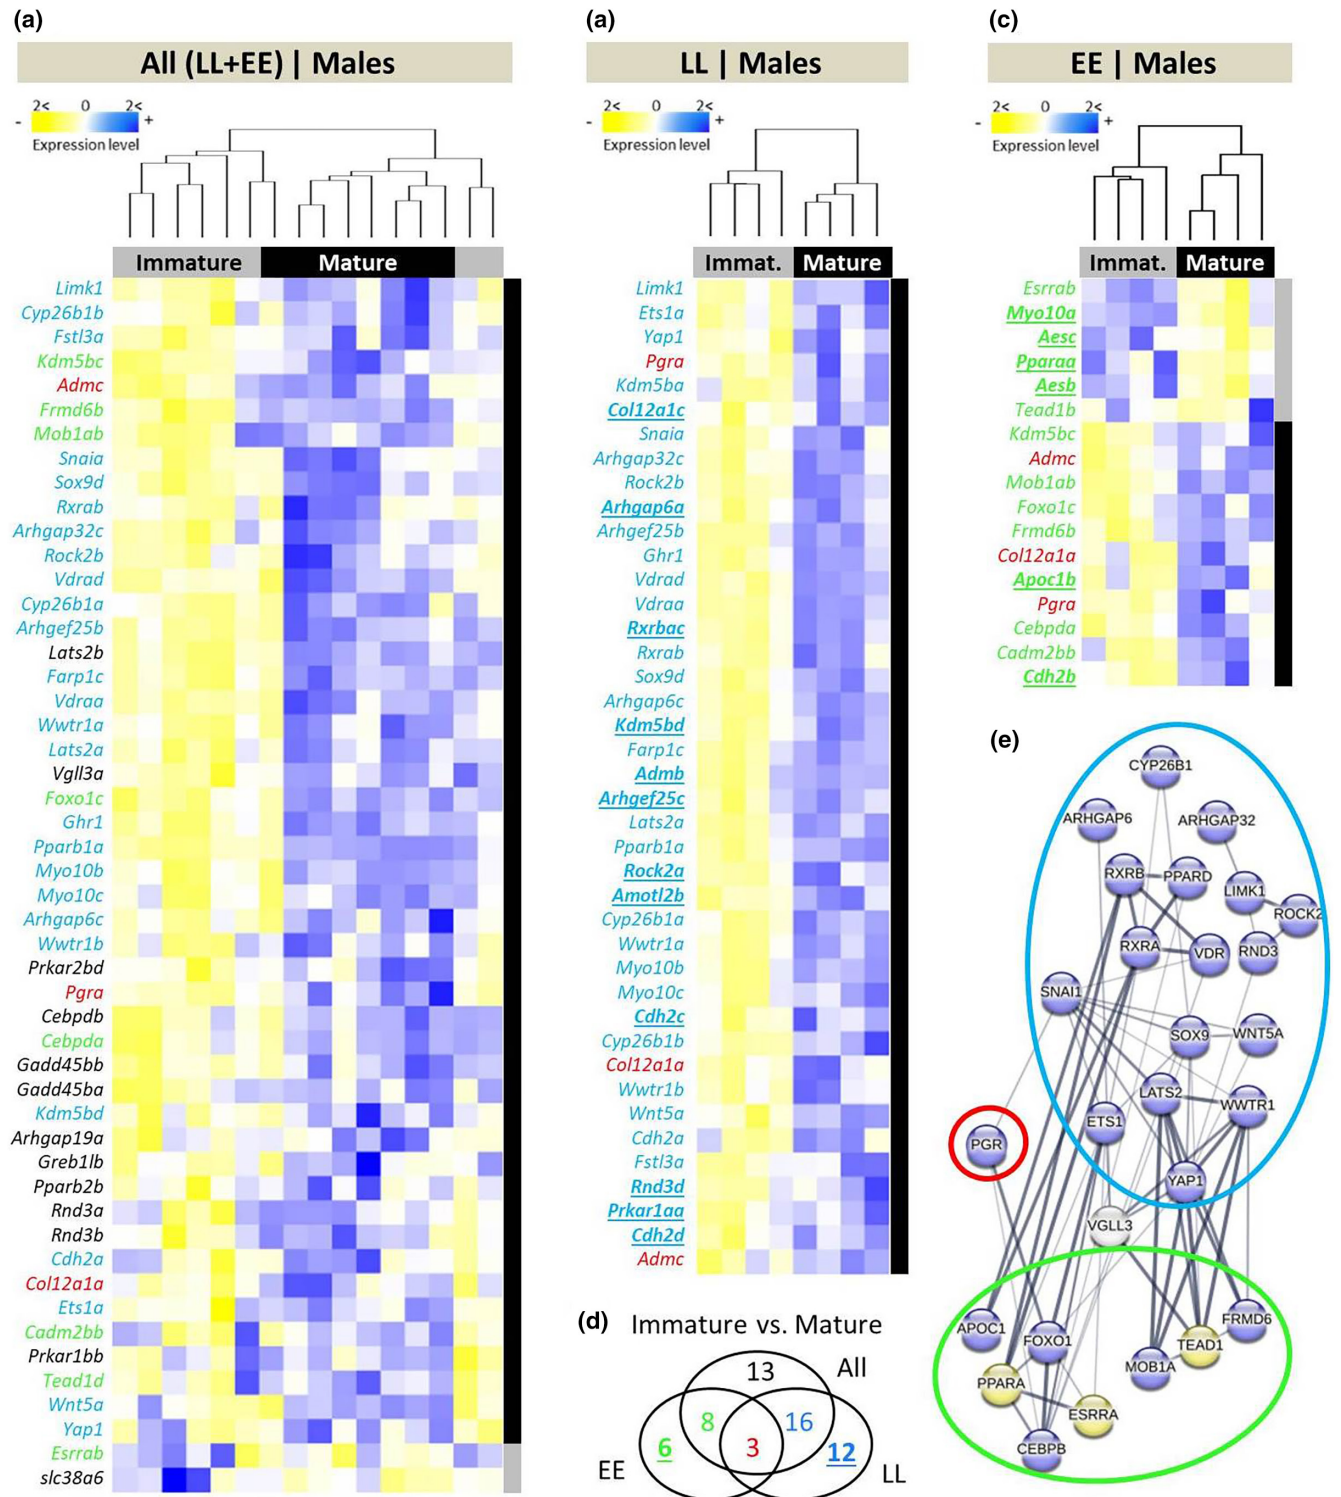 (a)
All (LL+EE) | Males
2< 0 2<
- +
Expression level
Immature Mature
Limk1
Cyp26b1b
Fstl3a
Kdm5bc
Admc
Frmd6b
Mob1ab
Snaia
Sox9d
Rxrab
Arhgap32c
Rock2b
Vdrad
Cyp26b1a
Arhgef25b
Lats2b
Farp1c
Vdraa
Wwtr1a
Lats2a
Vgll3a
Foxo1c
Ghr1
Pparb1a
Myo10b
Myo10c
Arhgap6c
Wwtr1b
Prkar2bd
Pgra
Cebpdb
Cebpda
Gadd45bb
Gadd45ba
Kdm5bd
Arhgap19a
Greb1lb
Pparb2b
Rnd3a
Rnd3b
Cdh2a
Col12a1a
Ets1a
Cadm2bb
Prkar1bb
Tead1d
Wnt5a
Yap1
Esrrab
slc38a6
(a)
LL | Males
2< 0 2<
- +
Expression level
Immat. Mature
Limk1
Ets1a
Yap1
Pgra
Kdm5ba
Col12a1c
Snaia
Arhgap32c
Rock2b
Arhgap6a
Arhgef25b
Ghr1
Vdrad
Vdraa
Rxrbac
Rxrab
Sox9d
Arhgap6c
Kdm5bd
Farp1c
Admb
Arhgef25c
Lats2a
Pparb1a
Rock2a
Amotl2b
Cyp26b1a
Wwtr1a
Myo10b
Myo10c
Cdh2c
Cyp26b1b
Col12a1a
Wwtr1b
Wnt5a
Cdh2a
Fstl3a
Rnd3d
Prkar1aa
Cdh2d
Admc
(c)
EE | Males
2< 0 2<
- +
Expression level
Immat. Mature
Esrrab
Myo10a
Aesc
Pparaa
Aesb
Tead1b
Kdm5bc
Admc
Mob1ab
Foxo1c
Frmd6b
Col12a1a
Apoc1b
Pgra
Cebpda
Cadm2bb
Cdh2b
(d) Immature vs. Mature
13 All
8 16
6 3 12
EE LL
(e)
CYP26B1
ARHGAP6 ARHGAP32
RXRB PPARD
LIMK1
ROCK2
RXRA VDR RND3
SNAI1
SOX9 WNT5A
LATS2 WWTR1
ETS1
PGR
YAP1
VGLL3
APOC1 FOXO1 FRMD6
TEAD1
MOB1A
PPARA
ESRRA
CEBPB